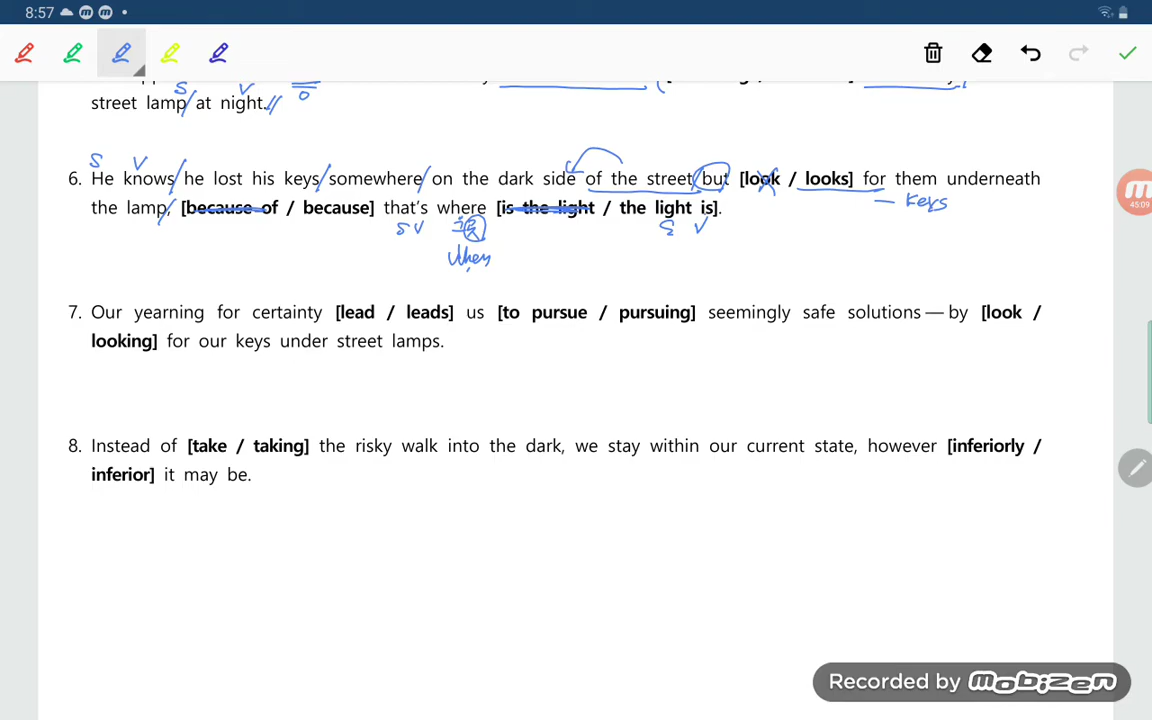 8:57
street lamp/ at night.//
S V O
S V
6. He knows he lost his keys somewhere on the dark side of the street but [look / looks] for them underneath
the lamp, [because of / because] that's where [is the light / the light is].
keys
S V S V
7. Our yearning for certainty [lead / leads] us [to pursue / pursuing] seemingly safe solutions — by [look /
looking] for our keys under street lamps.
8. Instead of [take / taking] the risky walk into the dark, we stay within our current state, however [inferiorly /
inferior] it may be.
45:09
Recorded by mobizen